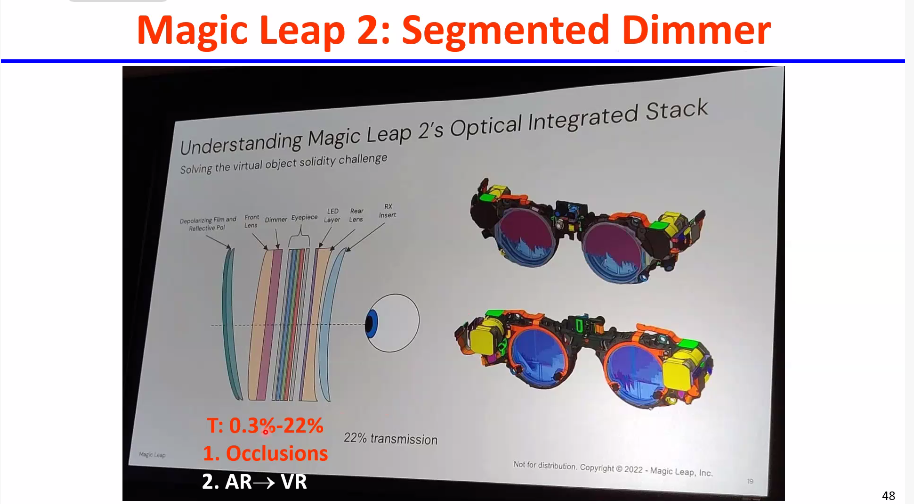 Magic Leap 2: Segmented Dimmer
Understanding Magic Leap 2's Optical Integrated Stack
Solving the virtual object solidity challenge
Depolarizing Film and
Reflective Pol
Front
Lens
Dimmer
Eyepiece
LED
Layer
Rear
Lens
RX
Insert
T: 0.3%-22%
22% transmission
1. Occlusions
2. AR→ VR
Magic Leap
Not for distribution. Copyright © 2022 - Magic Leap, Inc.
19
48